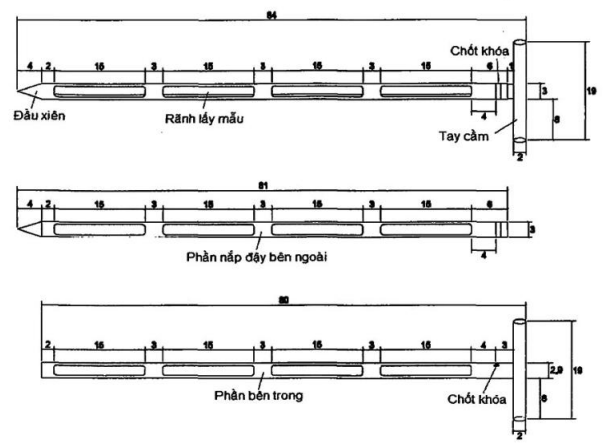 84
4 2 15 3 15 3 15 3 15 6 1
Chốt khóa
Đầu xiên
Rãnh lấy mẫu
4
Tay cầm
3
8
19
2
81
4 2 15 3 15 3 15 3 15 6
Phần nắp đậy bên ngoài
4
3
80
2 15 3 15 3 15 3 15 4 3
Phần bên trong
Chốt khóa
2,9
19
2